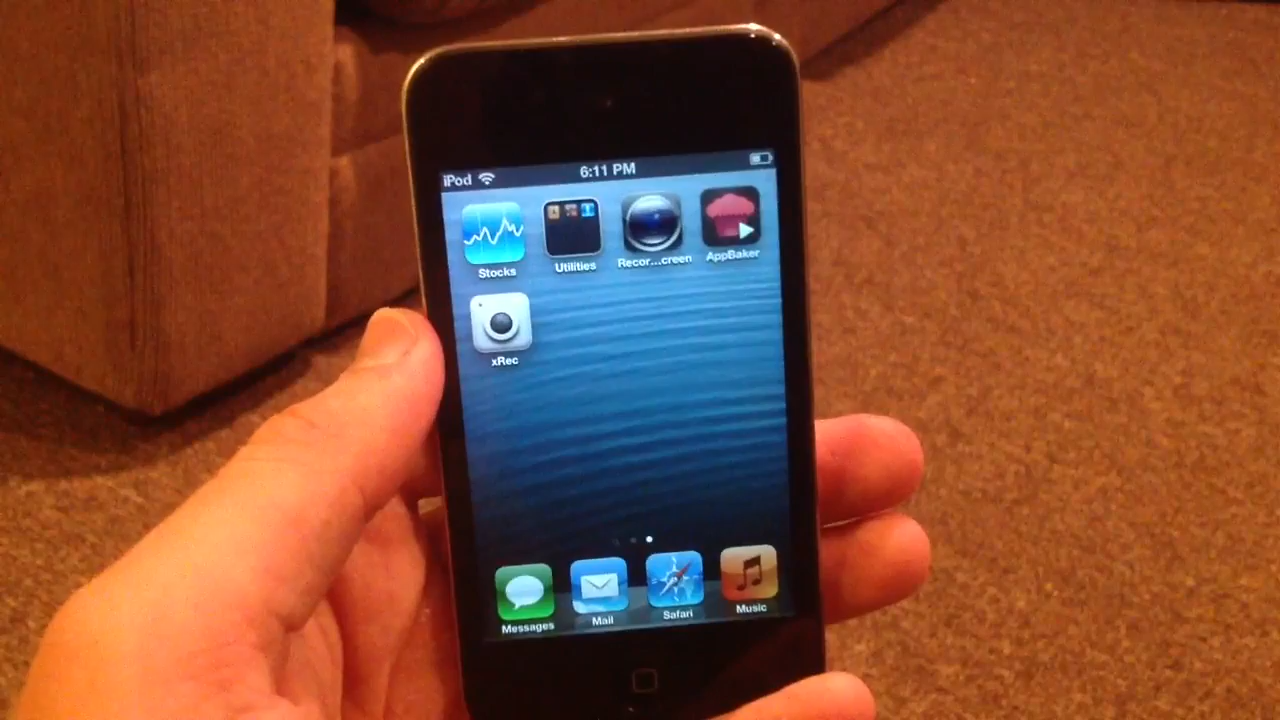 iPod 6:11 PM
Stocks Utilities Recor...creen AppBaker
xRec
Messages Mail Safari Music